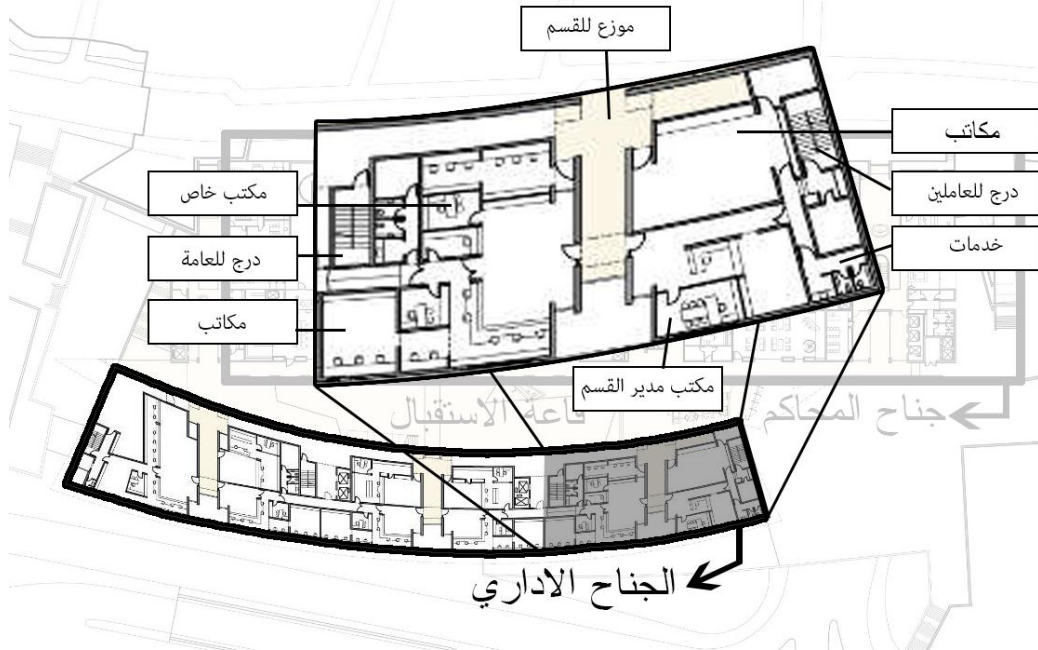 موزع للقسم
مكاتب
مكتب خاص
درج للعاملين
درج للعامة
خدمات
مكاتب
مكتب مدير القسم
جناح المحاكم
قاعة الاستقبال
الجناح الاداري